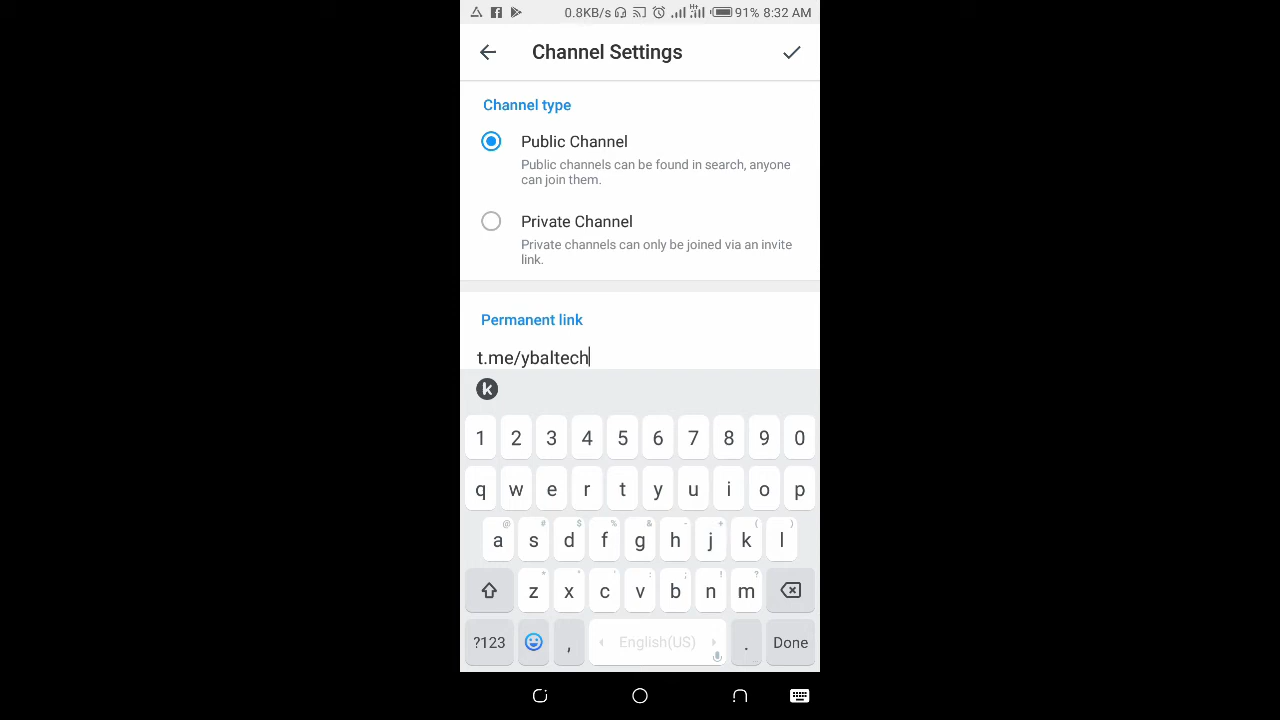 0.8KB/s 91% 8:32 AM
Channel Settings
Channel type
Public Channel
Public channels can be found in search, anyone
can join them.
Private Channel
Private channels can only be joined via an invite
link.
Permanent link
t.me/ybaltech
k
1 2 3 4 5 6 7 8 9 0
q w e r t y u i o p
@ # $ % & - + ( )
a s d f g h j k l
* " ' : ; ! ?
z x c v b n m
?123 , English(US) . Done